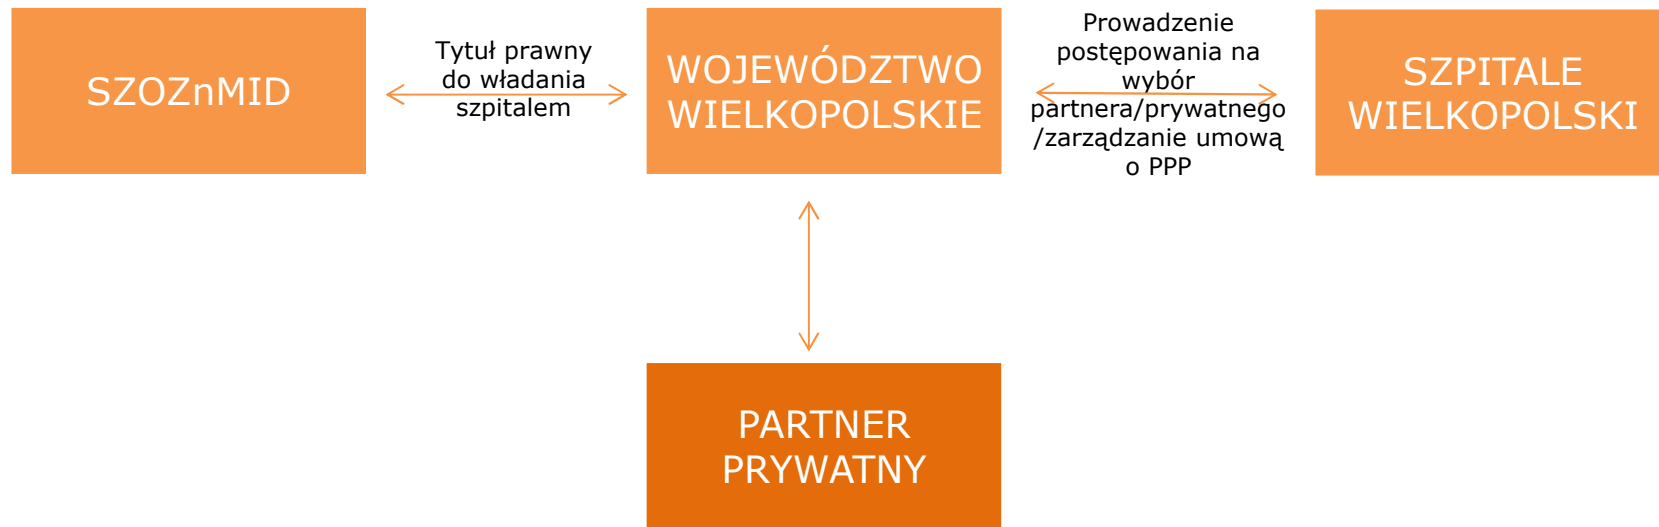 SZOZnMID
Tytuł prawny
do władania
szpitalem
WOJEWÓDZTWO
WIELKOPOLSKIE
Prowadzenie
postępowania na
wybór
partnera/prywatnego
/zarządzanie umową
o PPP
SZPITALE
WIELKOPOLSKI
PARTNER
PRYWATNY